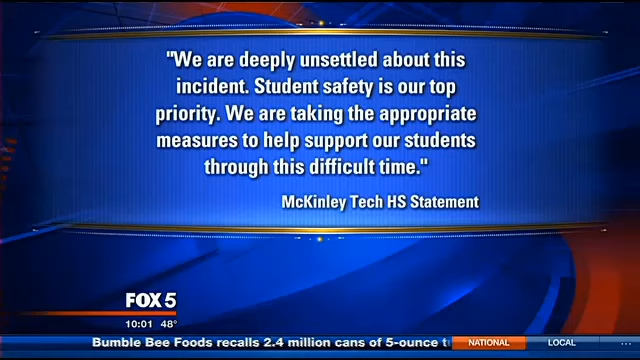 "We are deeply unsettled about this
incident. Student safety is our top
priority. We are taking the appropriate
measures to help support our students
through this difficult time."
McKinley Tech HS Statement
FOX 5
10:01 48°
Bumble Bee Foods recalls 2.4 million cans of 5-ounce
NATIONAL
LOCAL
...